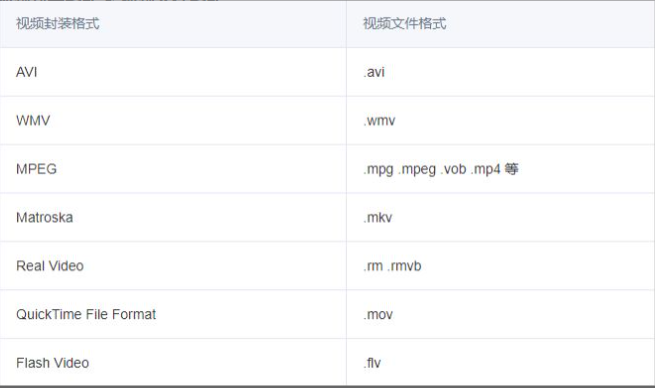 视频封装格式 视频文件格式
AVI .avi
WMV .wmv
MPEG .mpg .mpeg .vob .mp4 等
Matroska .mkv
Real Video .rm .rmvb
QuickTime File Format .mov
Flash Video .flv